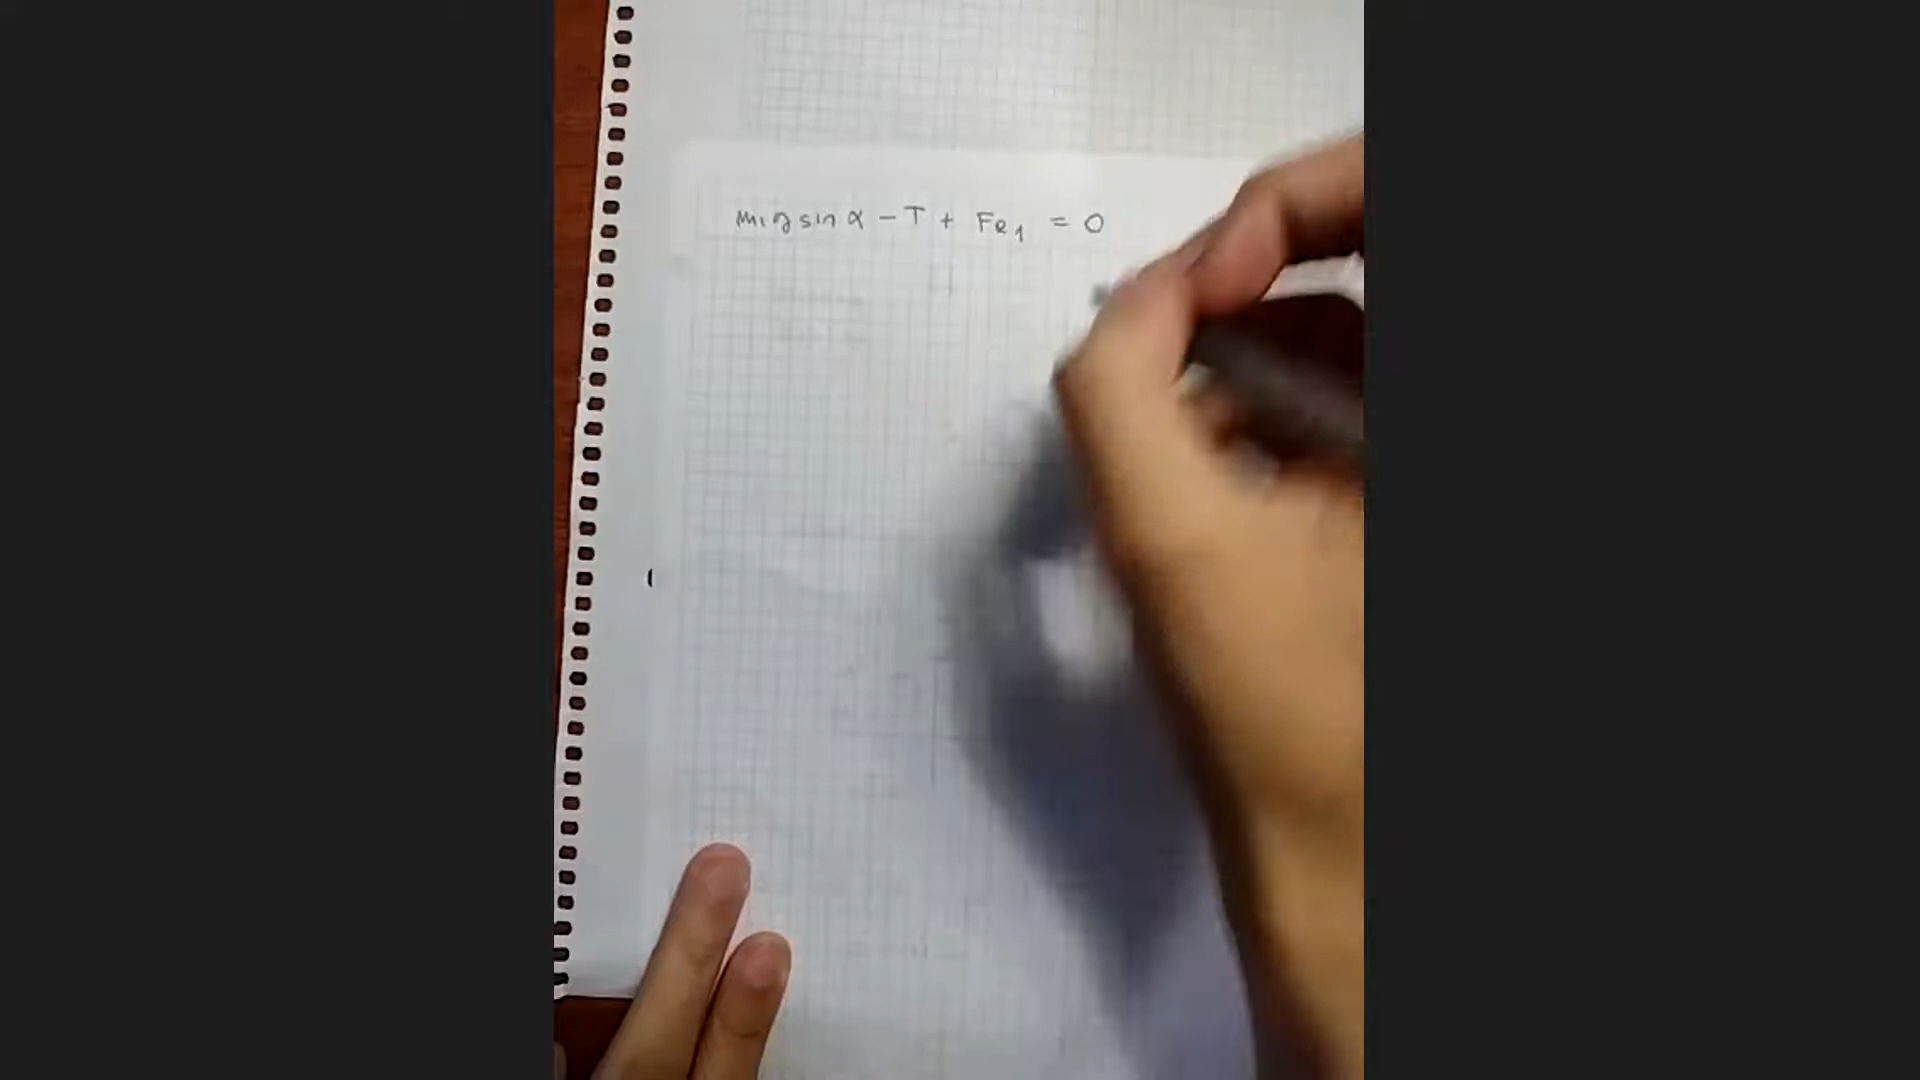 m₁g sin α − T + Fe₁ = 0